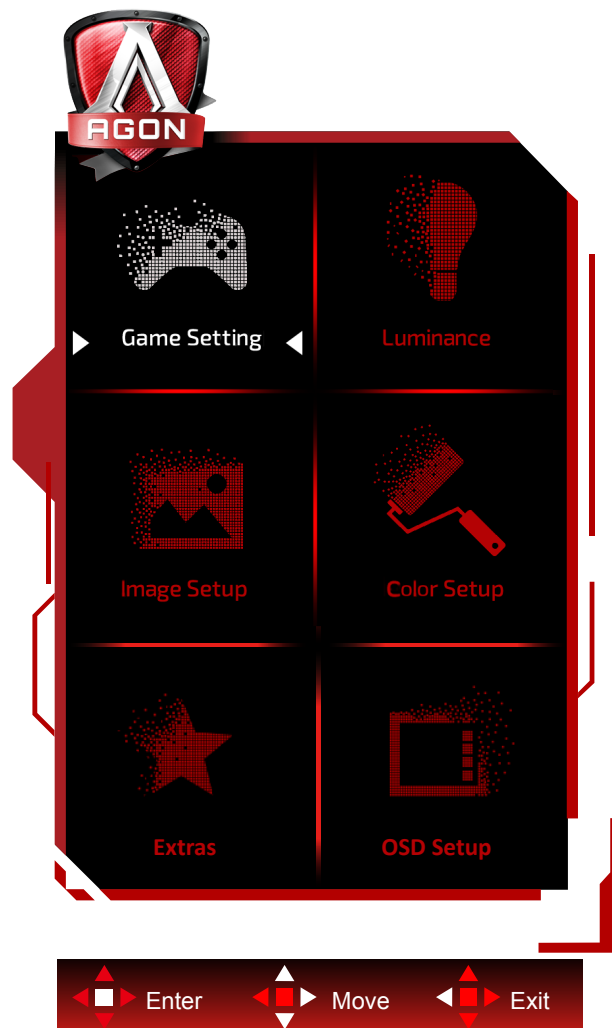 AGON
Game Setting
Luminance
Image Setup
Color Setup
Extras
OSD Setup
Enter
Move
Exit